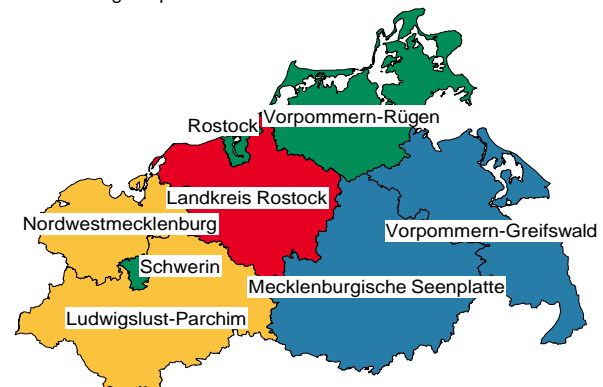 Rostock
Vorpommern-Rügen
Landkreis Rostock
Nordwestmecklenburg
Vorpommern-Greifswald
Schwerin
Mecklenburgische Seenplatte
Ludwigslust-Parchim